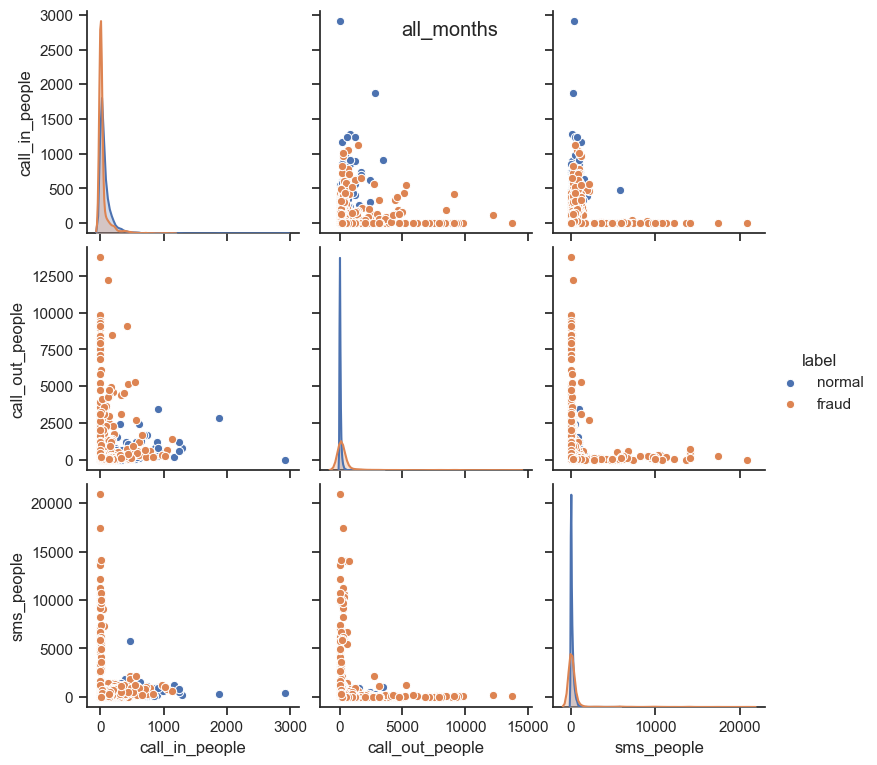 all_months
3000
2500
2000
1500
1000
500
0
call_in_people
12500
10000
7500
5000
2500
0
call_out_people
label
normal
fraud
20000
15000
10000
5000
0
sms_people
0 1000 2000 3000
0 5000 10000 15000
0 10000 20000
call_in_people
call_out_people
sms_people